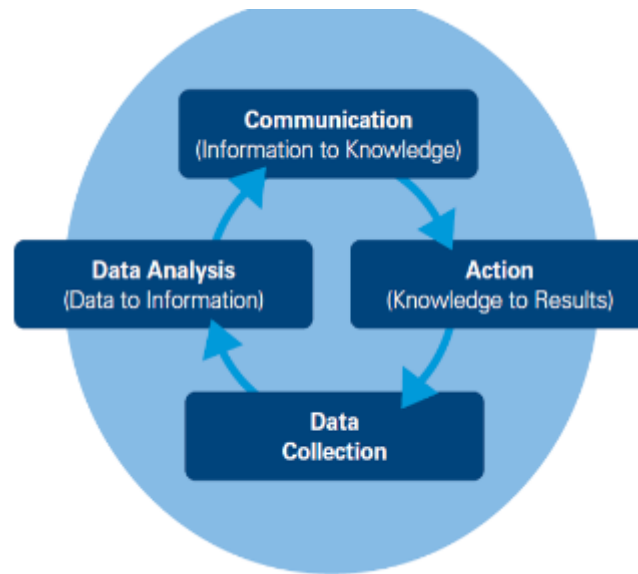 Communication
(Information to Knowledge)
Data Analysis
(Data to Information)
Action
(Knowledge to Results)
Data
Collection